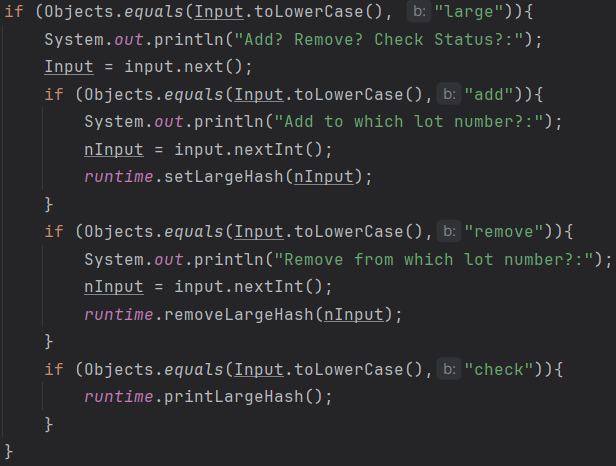 if (Objects.equals(Input.toLowerCase(), b: "large")){
    System.out.println("Add? Remove? Check Status?:");
    Input = input.next();
    if (Objects.equals(Input.toLowerCase(), b: "add")){
        System.out.println("Add to which lot number?:");
        nInput = input.nextInt();
        runtime.setLargeHash(nInput);
    }
    if (Objects.equals(Input.toLowerCase(), b: "remove")){
        System.out.println("Remove from which lot number?:");
        nInput = input.nextInt();
        runtime.removeLargeHash(nInput);
    }
    if (Objects.equals(Input.toLowerCase(), b: "check")){
        runtime.printLargeHash();
    }
}